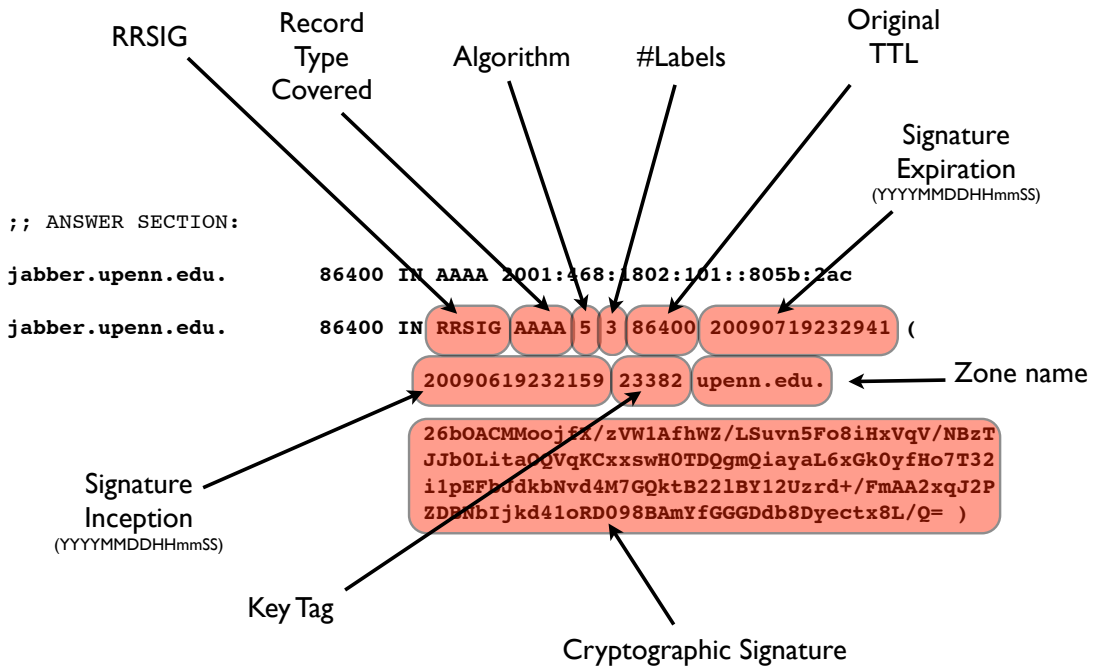 RRSIG
Record
Type
Covered
Algorithm
#Labels
Original
TTL
Signature
Expiration
(YYYYMMDDHHmmSS)
;; ANSWER SECTION:
jabber.upenn.edu. 86400 IN AAAA 2001:468:1802:101::805b:2ac
jabber.upenn.edu. 86400 IN RRSIG AAAA 5 3 86400 20090719232941 (
20090619232159 23382 upenn.edu.
Zone name
26bOACMMoojfX/zVW1AfhWZ/LSuvn5Fo8iHxVqV/NBzT
JJb0LitaOQVqKCxxswH0TDQgmQiayaL6xGk0yfHo7T32
i1pEFbJdkbNvd4M7GQktB22lBY12Uzrd+/FmAA2xqJ2P
ZDBNbIjkd41oRD098BAmYfGGGDdb8Dyectx8L/Q= )
Signature
Inception
(YYYYMMDDHHmmSS)
Key Tag
Cryptographic Signature